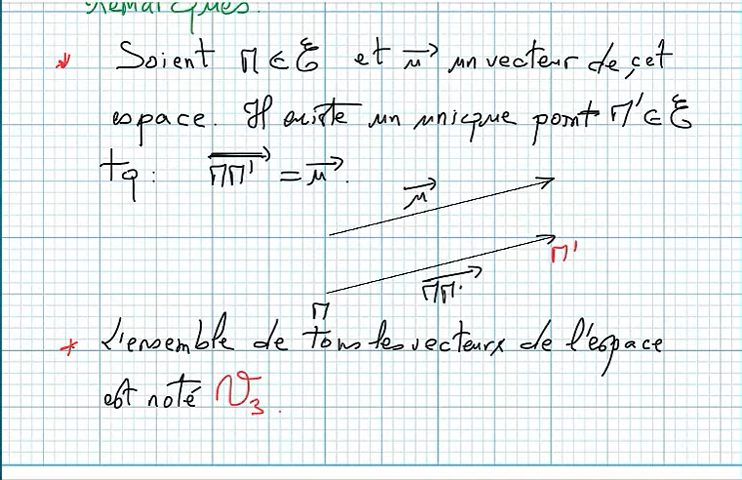 Remarques.
* Soient M ∈ ℰ et u⃗ un vecteur de cet
espace. Il existe un unique point M' ∈ ℰ
tq : MM'⃗ = u⃗.
u⃗
M'
MM'⃗
M
* L'ensemble de tous les vecteurs de l'espace
est noté V₃.